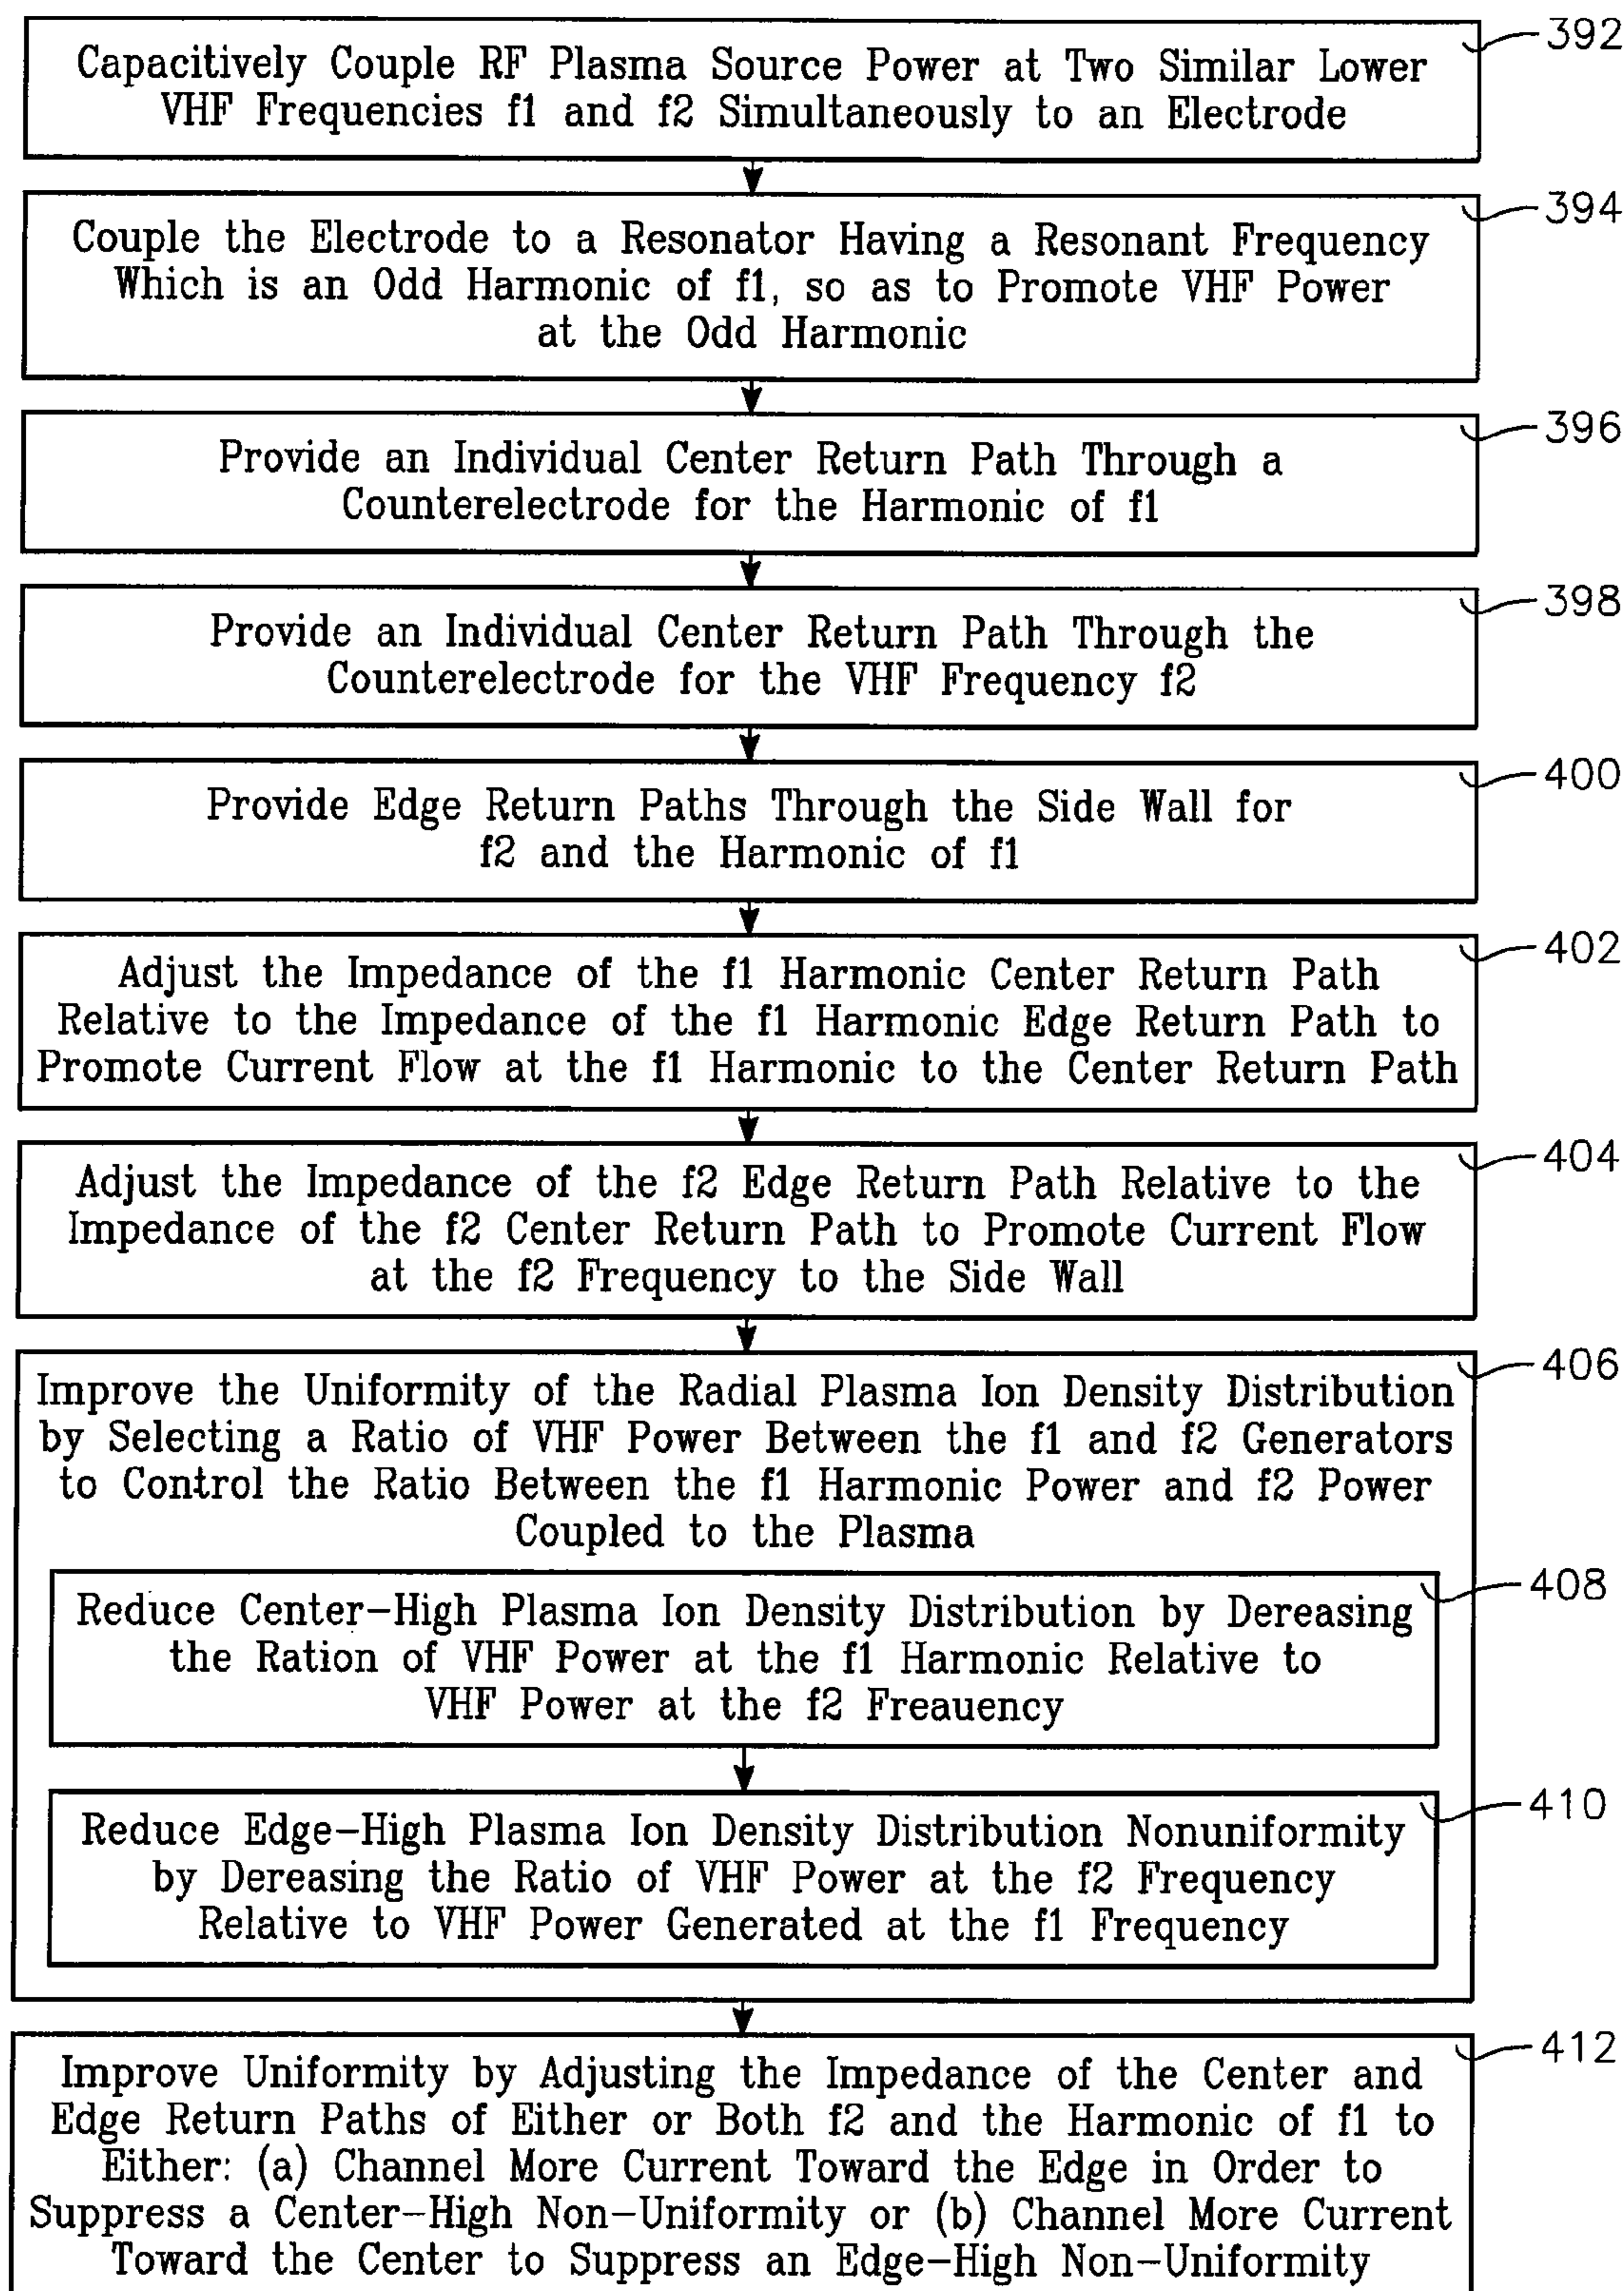 392
Capacitively Couple RF Plasma Source Power at Two Similar Lower
VHF Frequencies f1 and f2 Simultaneously to an Electrode
394
Couple the Electrode to a Resonator Having a Resonant Frequency
Which is an Odd Harmonic of f1, so as to Promote VHF Power
at the Odd Harmonic
396
Provide an Individual Center Return Path Through a
Counterelectrode for the Harmonic of f1
398
Provide an Individual Center Return Path Through the
Counterelectrode for the VHF Frequency f2
400
Provide Edge Return Paths Through the Side Wall for
f2 and the Harmonic of f1
402
Adjust the Impedance of the f1 Harmonic Center Return Path
Relative to the Impedance of the f1 Harmonic Edge Return Path to
Promote Current Flow at the f1 Harmonic to the Center Return Path
404
Adjust the Impedance of the f2 Edge Return Path Relative to the
Impedance of the f2 Center Return Path to Promote Current Flow
at the f2 Frequency to the Side Wall
406
Improve the Uniformity of the Radial Plasma Ion Density Distribution
by Selecting a Ratio of VHF Power Between the f1 and f2 Generators
to Control the Ratio Between the f1 Harmonic Power and f2 Power
Coupled to the Plasma
408
Reduce Center-High Plasma Ion Density Distribution by Dereasing
the Ration of VHF Power at the f1 Harmonic Relative to
VHF Power at the f2 Freauency
410
Reduce Edge-High Plasma Ion Density Distribution Nonuniformity
by Dereasing the Ratio of VHF Power at the f2 Frequency
Relative to VHF Power Generated at the f1 Frequency
412
Improve Uniformity by Adjusting the Impedance of the Center and
Edge Return Paths of Either or Both f2 and the Harmonic of f1 to
Either: (a) Channel More Current Toward the Edge in Order to
Suppress a Center-High Non-Uniformity or (b) Channel More Current
Toward the Center to Suppress an Edge-High Non-Uniformity